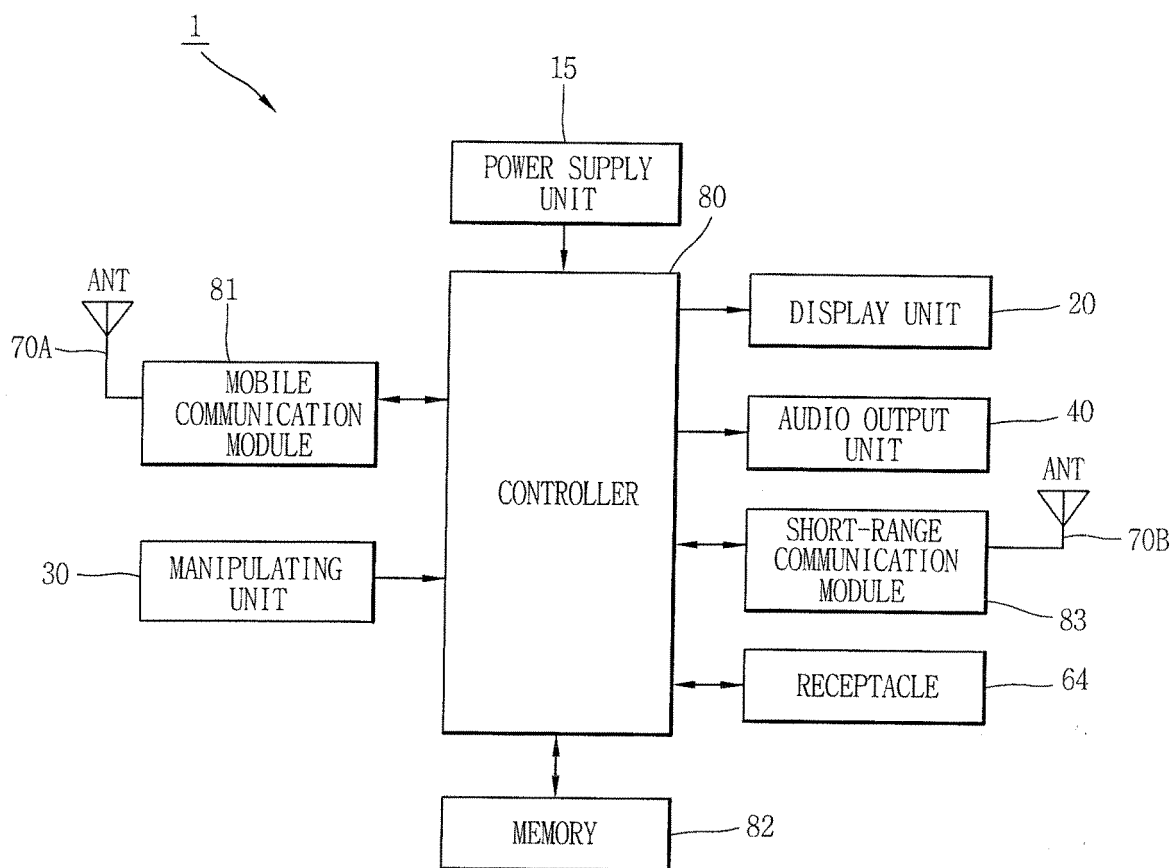 1
15
POWER SUPPLY
UNIT
80
ANT
70A
81
MOBILE
COMMUNICATION
MODULE
DISPLAY UNIT
20
AUDIO OUTPUT
UNIT
40
CONTROLLER
ANT
70B
SHORT-RANGE
COMMUNICATION
MODULE
83
30
MANIPULATING
UNIT
RECEPTACLE
64
MEMORY
82